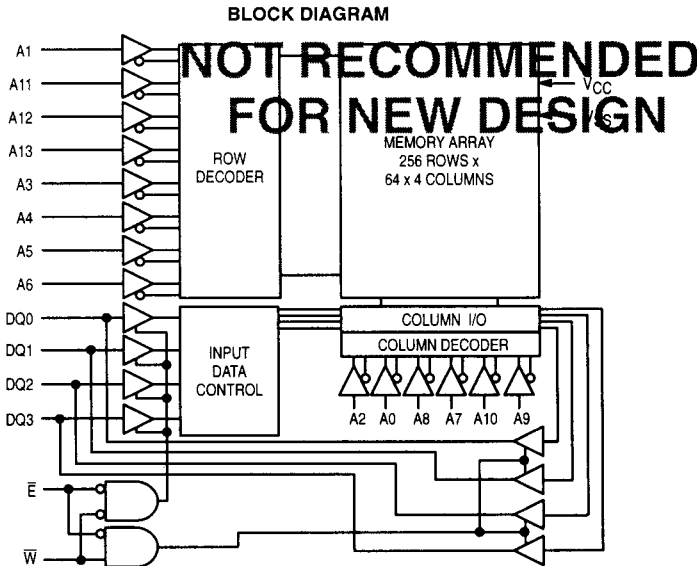 BLOCK DIAGRAM
NOT RECOMMENDED
FOR NEW DESIGN
A1
A11
A12
A13
A3
A4
A5
A6
DQ0
DQ1
DQ2
DQ3
E
W
ROW
DECODER
MEMORY ARRAY
256 ROWS x
64 x 4 COLUMNS
VCC
VSS
INPUT
DATA
CONTROL
COLUMN I/O
COLUMN DECODER
A2 A0 A8 A7 A10 A9